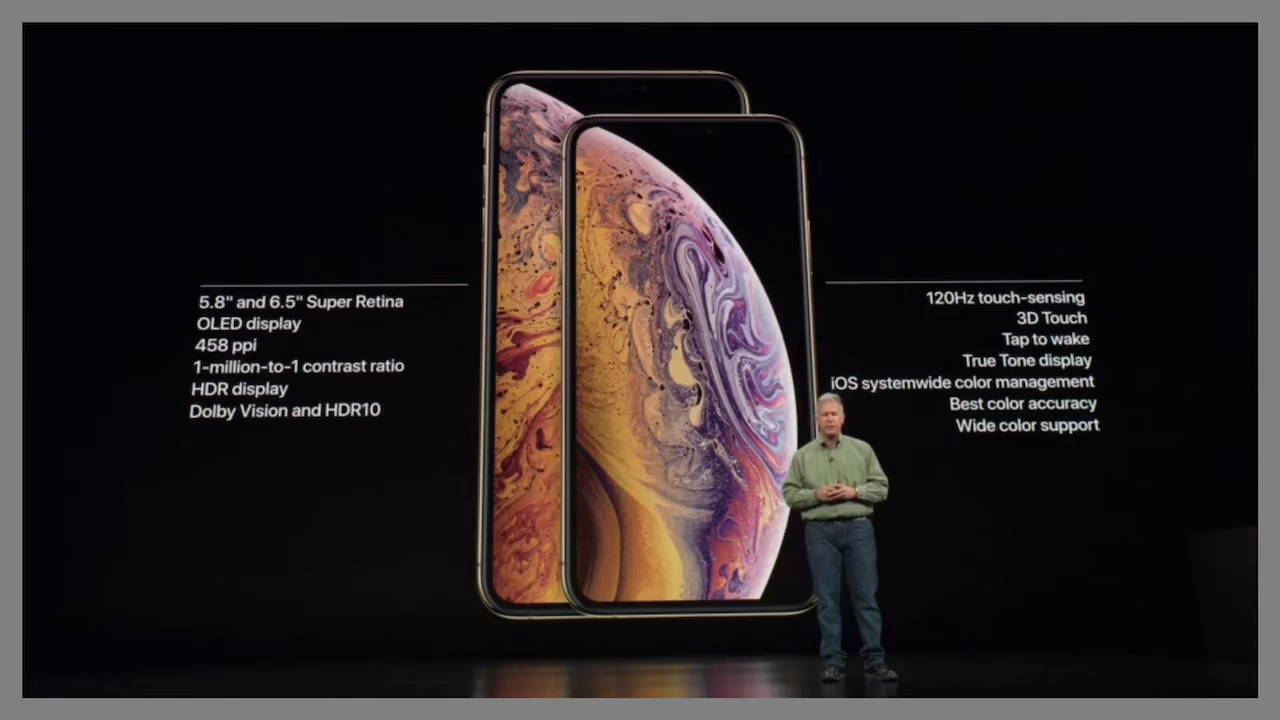 5.8" and 6.5" Super Retina
OLED display
458 ppi
1-million-to-1 contrast ratio
HDR display
Dolby Vision and HDR10
120Hz touch-sensing
3D Touch
Tap to wake
True Tone display
iOS systemwide color management
Best color accuracy
Wide color support